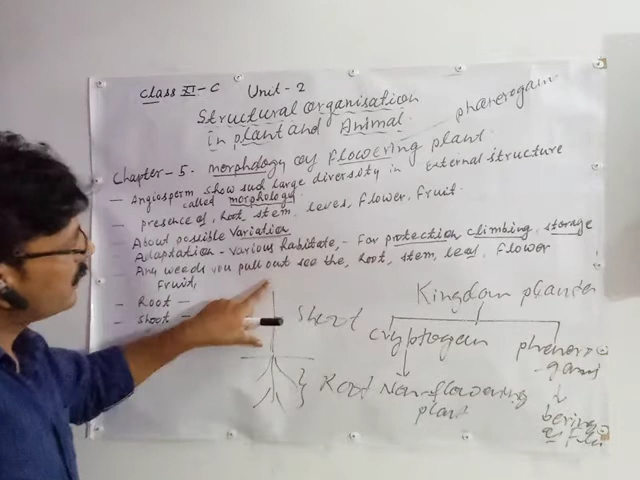 Class XI - C Unit - 2
Structural organisation
in plant and Animal.
phanerogam
Chapter - 5. Morphology of flowering plant.
- Angiosperm show such large diversity in External structure
called morphology.
- presence of, Root, stem, leves, Flower, Fruit.
- About possible Variation
Adaptation - Various habitate, - For protection climbing, storage
- Any weeds you pull out see the, Root, stem, leaf, Flower
Fruit,
- Root -
- Shoot -
Shoot
Root
Kingdom plantae
Cryptogam
phanero
- gams
Non-flowering
plant